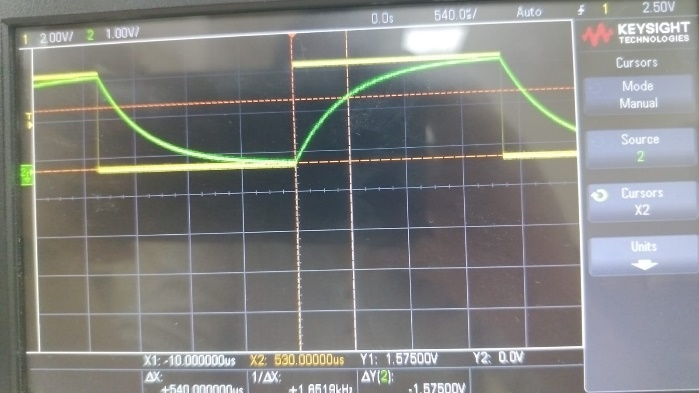 1 2.00V/ 2 1.00V/ 0.0s 540.0%/ Auto 1 2.50V
KEYSIGHT
TECHNOLOGIES
Cursors
Mode
Manual
Source
2
Cursors
X2
Units
X1: -10.000000us X2: 530.00000us Y1: 1.57500V Y2: 0.0V
ΔX: 1/ΔX: ΔY(2):
+540.000000us +1.8519kHz -1.57500V